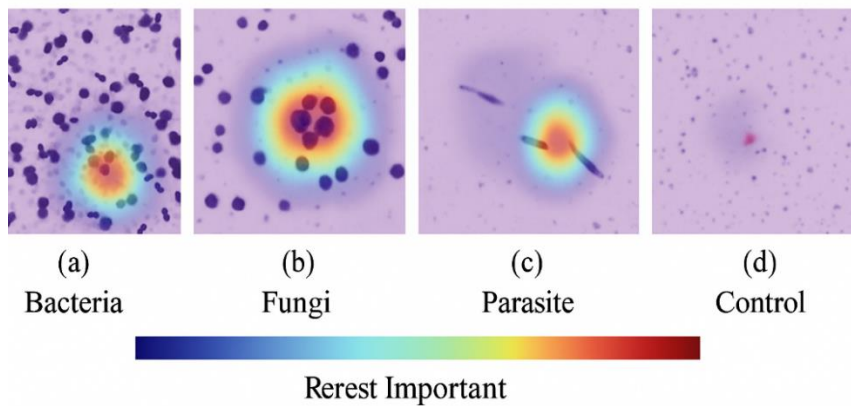 (a) (b) (c) (d)
Bacteria Fungi Parasite Control
Rerest Important